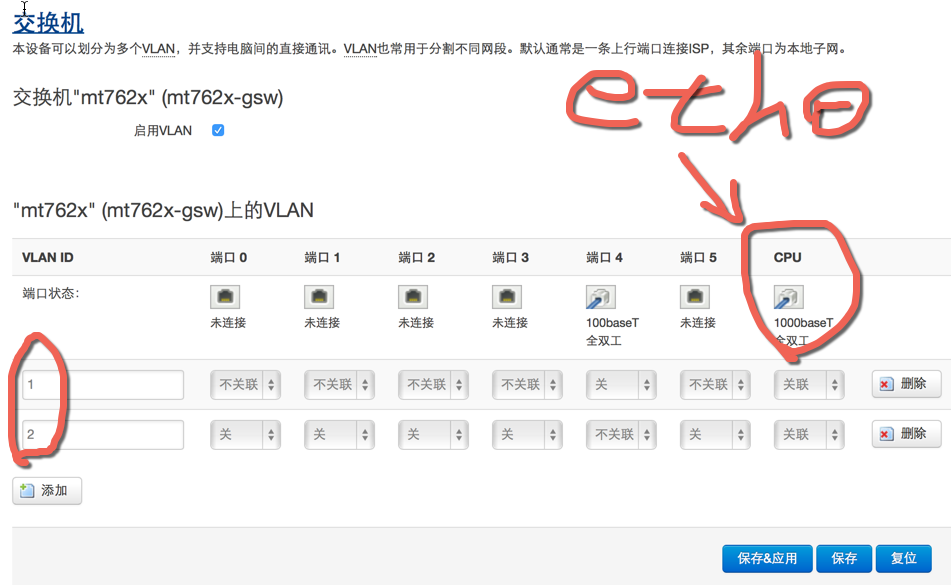 交换机
本设备可以划分为多个VLAN，并支持电脑间的直接通讯。VLAN也常用于分割不同网段。默认通常是一条上行端口连接ISP，其余端口为本地子网。
etho
交换机"mt762x" (mt762x-gsw)
启用VLAN
"mt762x" (mt762x-gsw)上的VLAN
VLAN ID 端口 0 端口 1 端口 2 端口 3 端口 4 端口 5 CPU
端口状态: 未连接 未连接 未连接 未连接 100baseT 未连接 1000baseT
全双工 全双工
1 不关联 不关联 不关联 不关联 关 不关联 关联 删除
2 关 关 关 关 不关联 关 关联 删除
添加
保存&应用 保存 复位